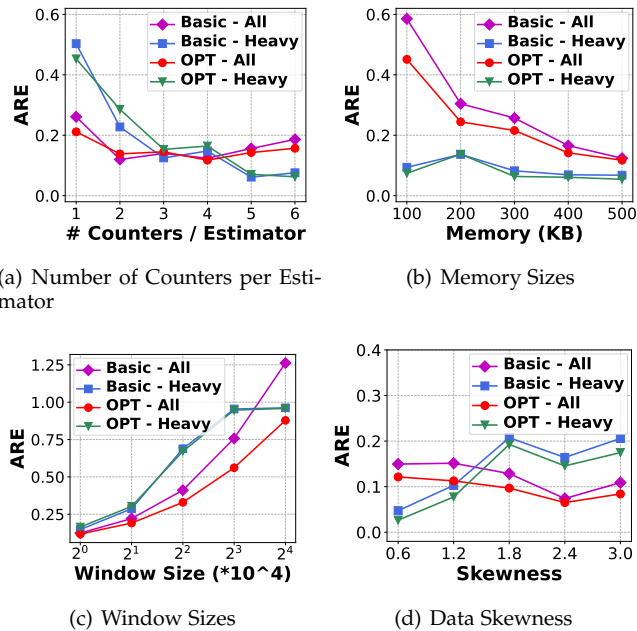 0.6
0.4
0.2
0.0
ARE
Basic - All
Basic - Heavy
OPT - All
OPT - Heavy
1 2 3 4 5 6
# Counters / Estimator
(a) Number of Counters per Esti-
mator
0.6
0.4
0.2
0.0
ARE
Basic - All
Basic - Heavy
OPT - All
OPT - Heavy
100 200 300 400 500
Memory (KB)
(b) Memory Sizes
1.25
1.00
0.75
0.50
0.25
ARE
Basic - All
Basic - Heavy
OPT - All
OPT - Heavy
2^0 2^1 2^2 2^3 2^4
Window Size (*10^4)
(c) Window Sizes
0.4
0.3
0.2
0.1
0.0
ARE
Basic - All
Basic - Heavy
OPT - All
OPT - Heavy
0.6 1.2 1.8 2.4 3.0
Skewness
(d) Data Skewness